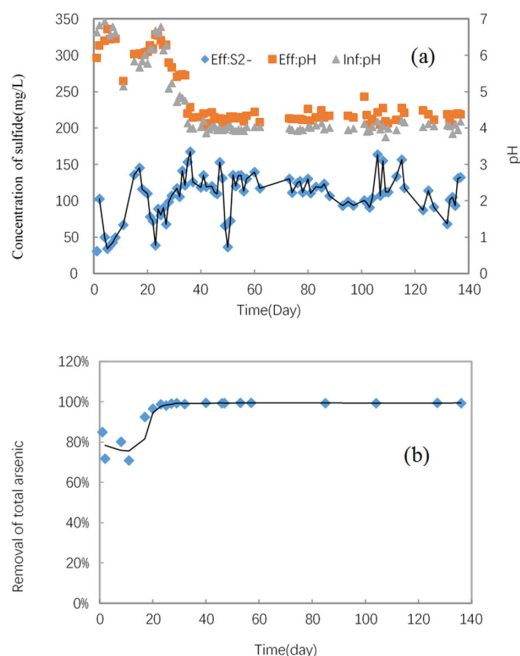 350
300
250
200
150
100
50
0
Concentration of sulfide(mg/L)
Eff:S2- Eff:pH Inf:pH
(a)
7
6
5
4
3
2
1
0
pH
0 20 40 60 80 100 120 140
Time(Day)
120%
100%
80%
60%
40%
20%
0%
Removal of total arsenic
(b)
0 20 40 60 80 100 120 140
Time(day)